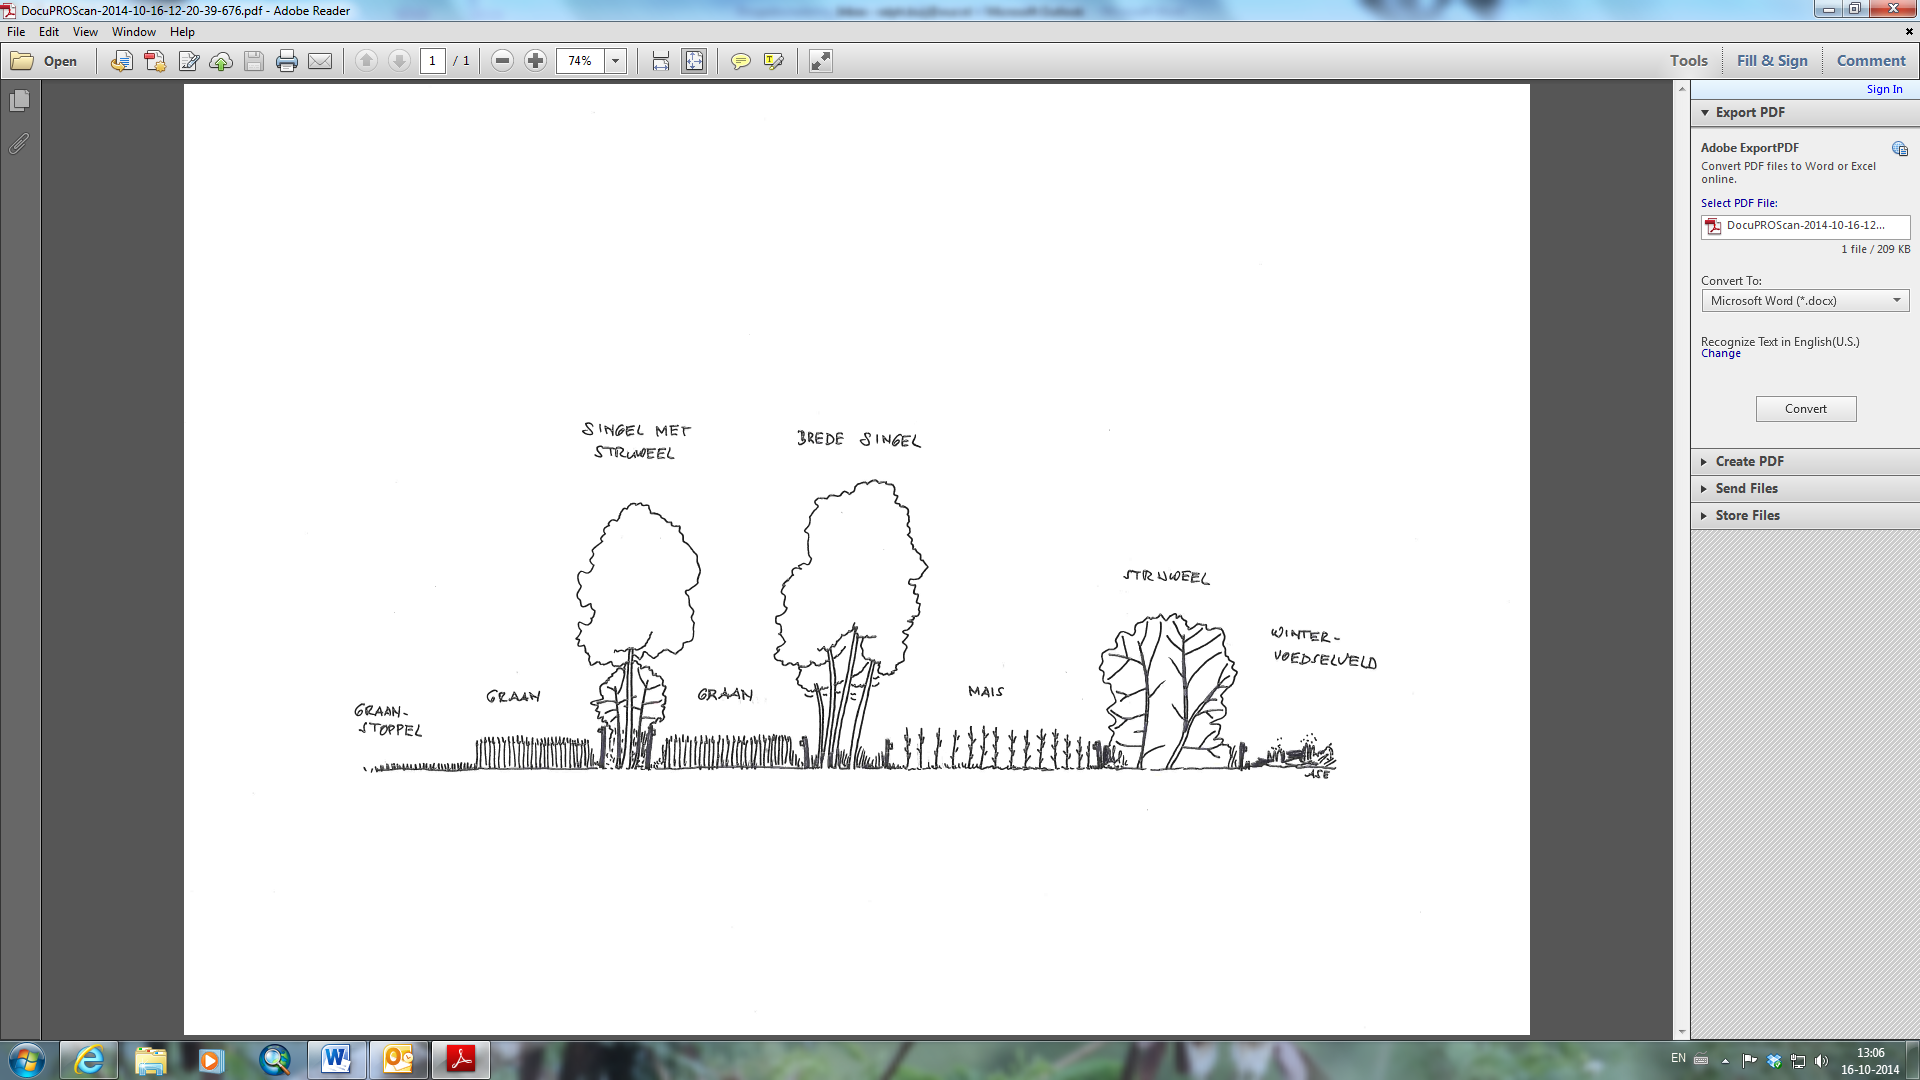 DocuPROScan-2014-10-16-12-20-39-676.pdf - Adobe Reader
File Edit View Window Help
Open 1 / 1 74% Tools Fill & Sign Comment
Sign In
Export PDF
Adobe ExportPDF
Convert PDF files to Word or Excel
online.
Select PDF File:
DocuPROScan-2014-10-16-12...
1 file / 209 KB
Convert To:
Microsoft Word (*.docx)
Recognize Text in English(U.S.)
Change
Convert
Create PDF
Send Files
Store Files
SINGEL MET
STRUWEEL
BREDE SINGEL
STRUWEEL
WINTER-
VOEDSELVELD
GRAAN
GRAAN
MAIS
GRAAN-
STOPPEL
ASE
EN
13:06
16-10-2014